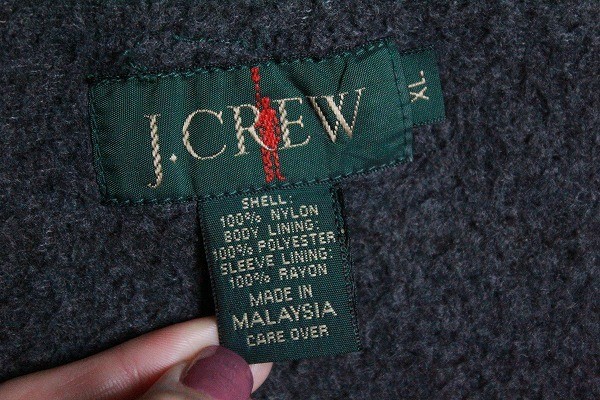 J.CREW
XL
SHELL:
100% NYLON
BODY LINING:
100% POLYESTER
SLEEVE LINING:
100% RAYON
MADE IN
MALAYSIA
CARE OVER